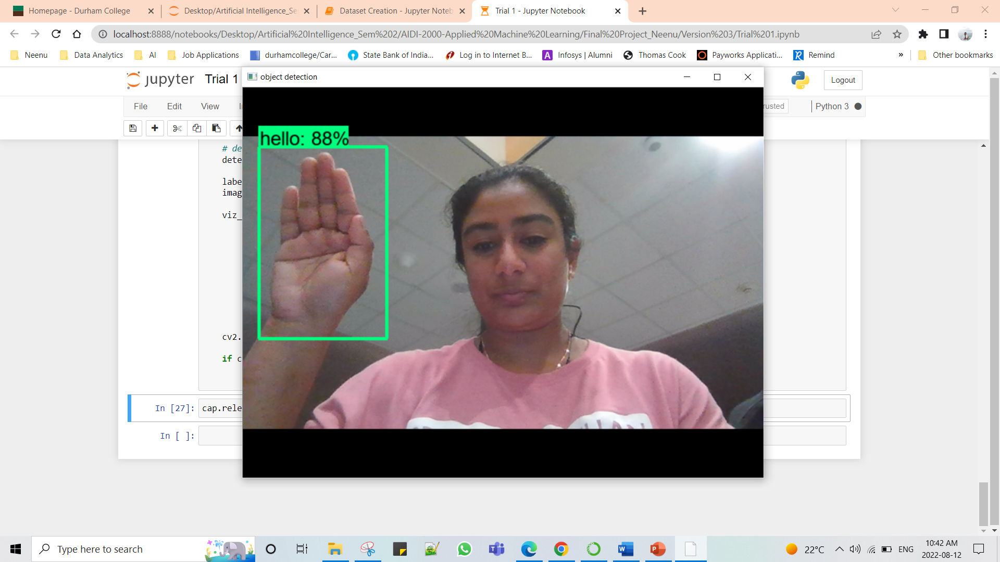 Homepage - Durham College
Desktop/Artificial Intelligence_Se
Dataset Creation - Jupyter Noteb
Trial 1 - Jupyter Notebook
localhost:8888/notebooks/Desktop/Artificial%20Intelligence_Sem%202/AIDI-2000-Applied%20Machine%20Learning/Final%20Project_Neenu/Version%203/Trial%201.ipynb
Neenu
Data Analytics
AI
Job Applications
durhamcollege/Car...
State Bank of India...
Log in to Internet B...
Infosys | Alumni
Thomas Cook
Payworks Applicati...
Remind
»
Other bookmarks
jupyter Trial 1
object detection
Logout
File Edit View
rusted
Python 3
hello: 88%
# de
dete
labe
imag
viz_
cv2.
if c
In [27]: cap.rele
In [ ]:
Type here to search
22°C
ENG
10:42 AM
2022-08-12